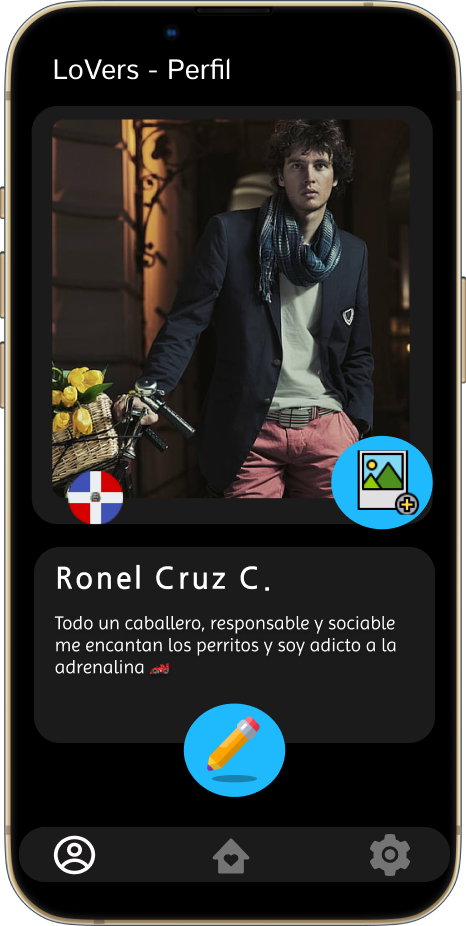 LoVers - Perfil
Ronel Cruz C.
Todo un caballero, responsable y sociable
me encantan los perritos y soy adicto a la
adrenalina 🏎️